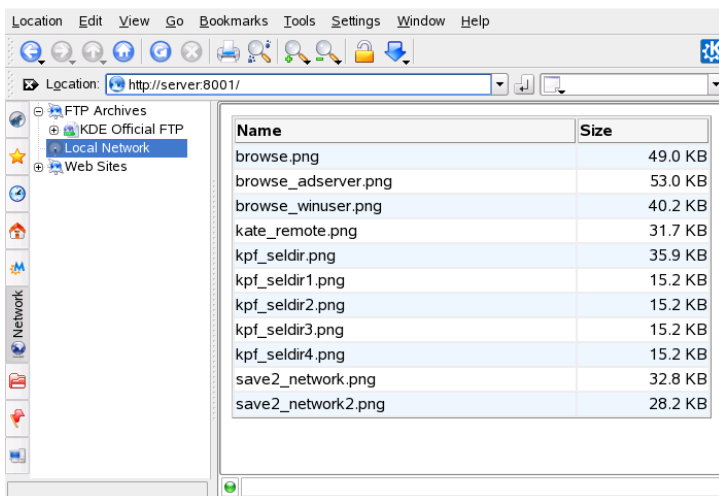 Location Edit View Go Bookmarks Tools Settings Window Help
Location: http://server:8001/
FTP Archives
KDE Official FTP
Local Network
Web Sites
Network
Name Size
browse.png 49.0 KB
browse_adserver.png 53.0 KB
browse_winuser.png 40.2 KB
kate_remote.png 31.7 KB
kpf_seldir.png 35.9 KB
kpf_seldir1.png 15.2 KB
kpf_seldir2.png 15.2 KB
kpf_seldir3.png 15.2 KB
kpf_seldir4.png 15.2 KB
save2_network.png 32.8 KB
save2_network2.png 28.2 KB